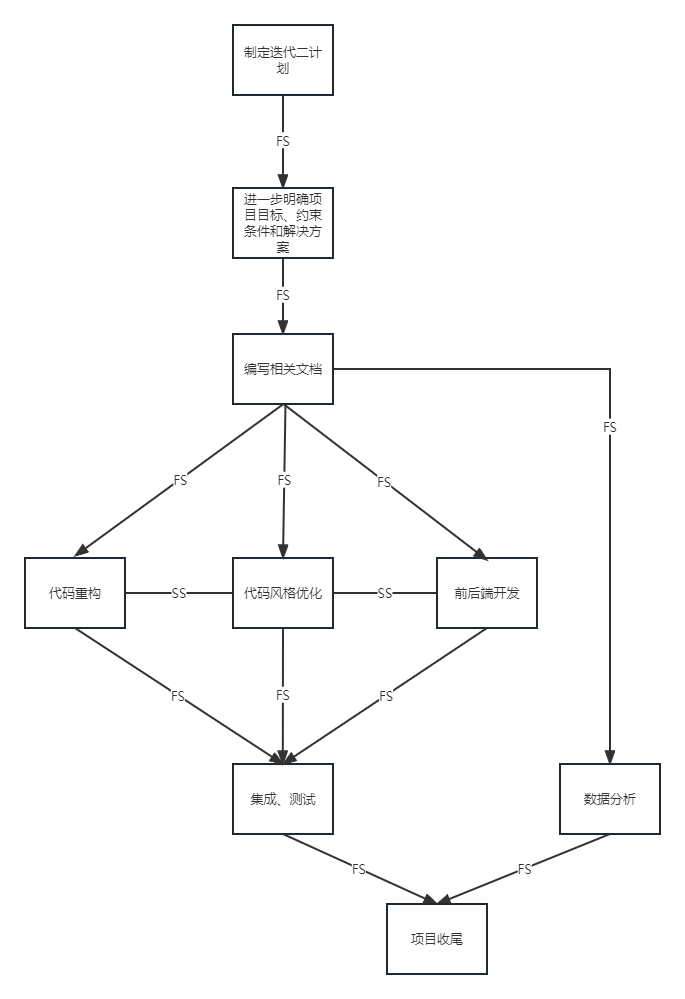 制定迭代二计
划
FS
进一步明确项
目目标、约束
条件和解决方
案
FS
编写相关文档
FS
FS
FS
FS
代码重构
SS
代码风格优化
SS
前后端开发
FS
FS
FS
集成、测试
数据分析
FS
FS
项目收尾